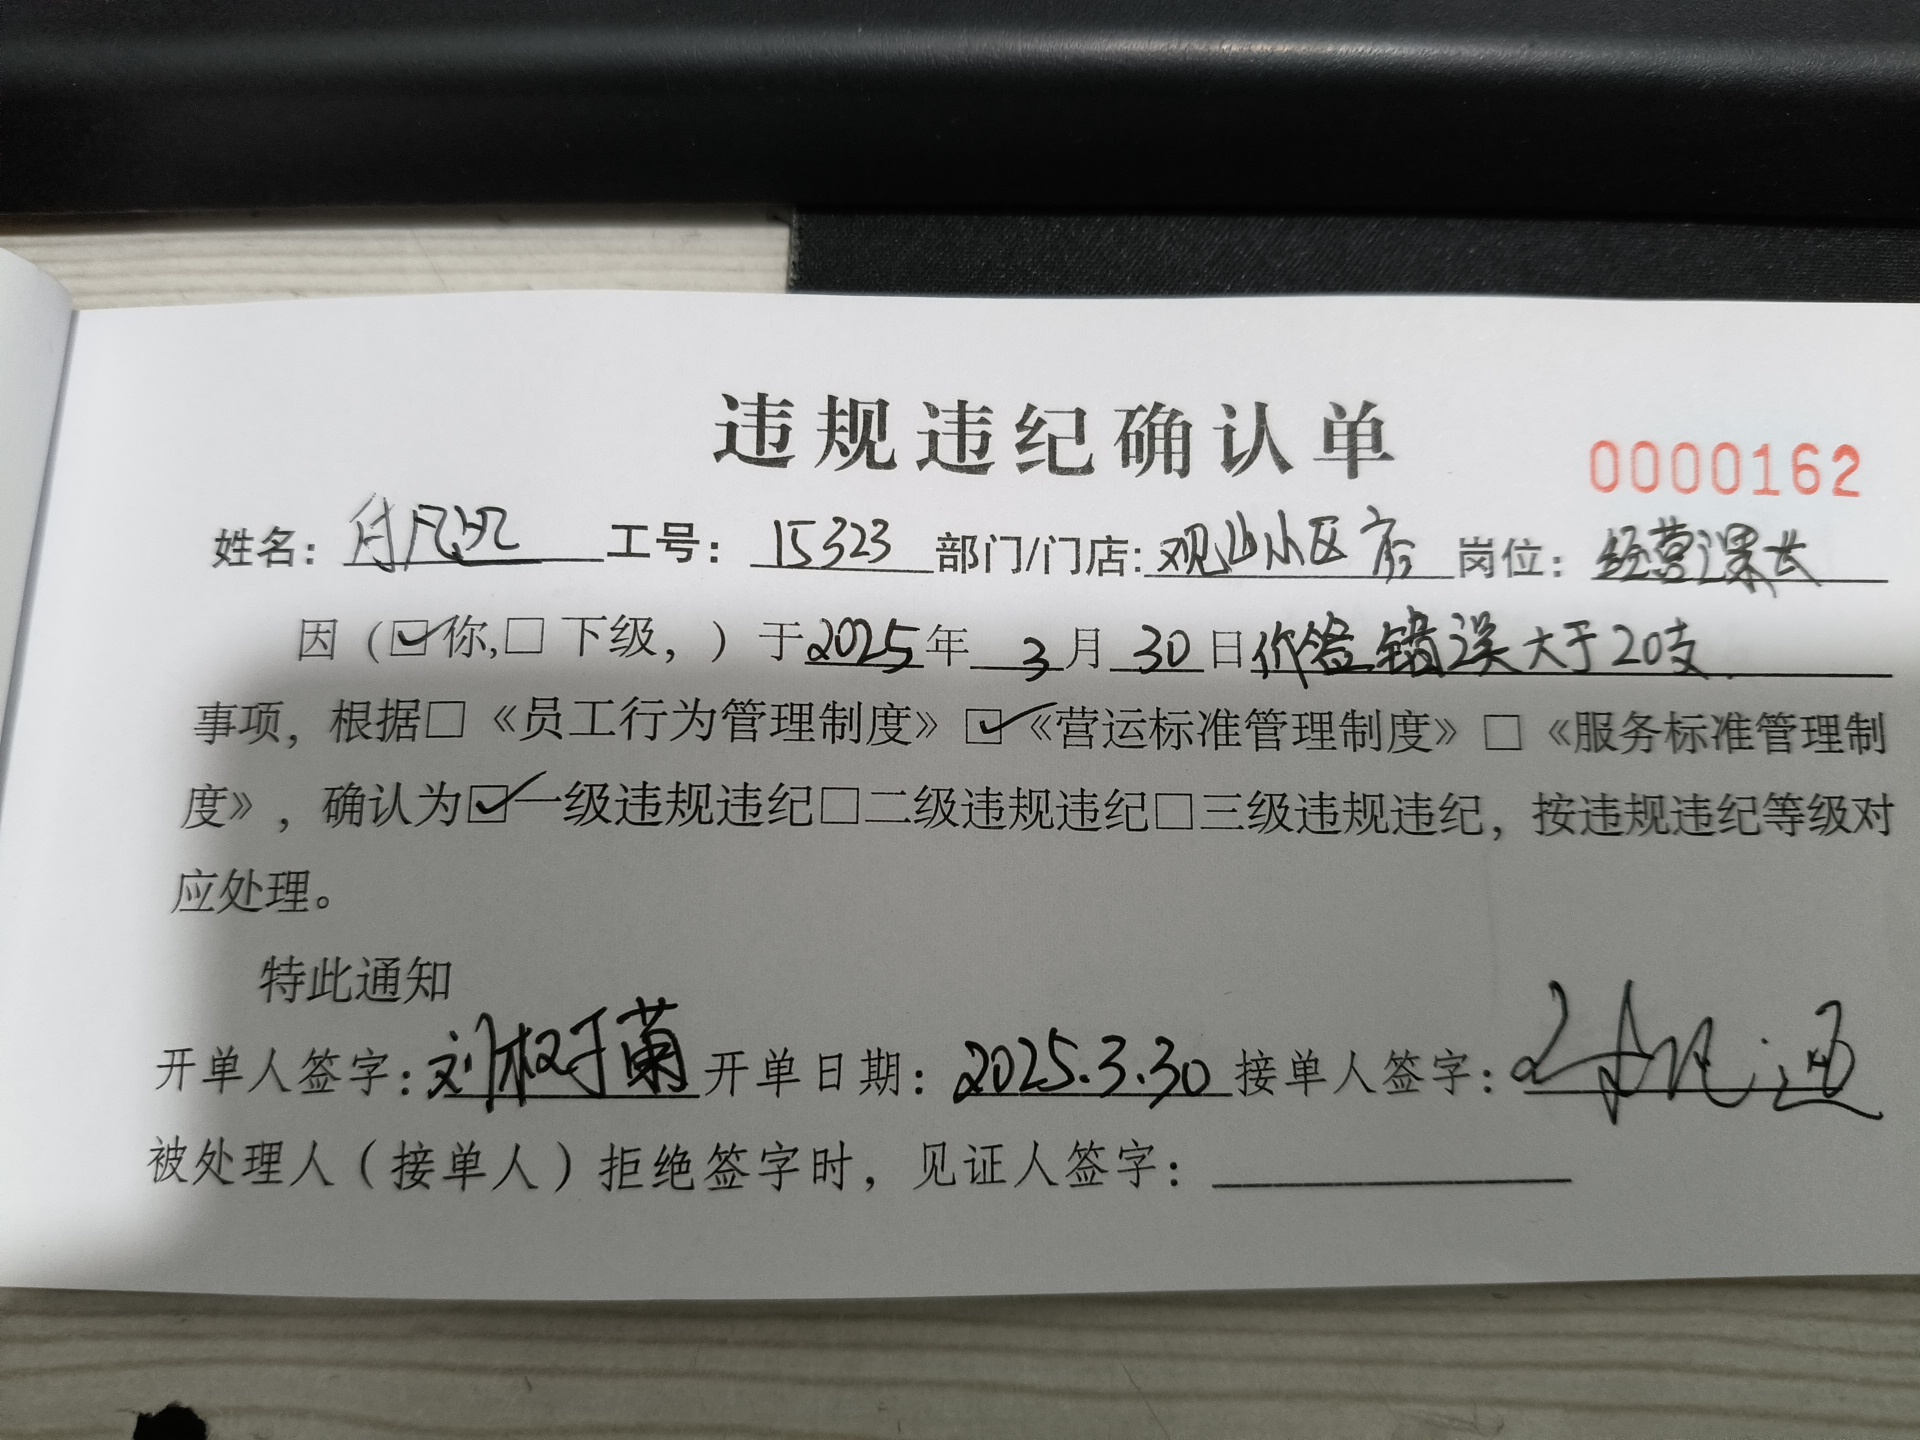 违规违纪确认单
0000162
姓名: 付凡 工号: 15323 部门/门店: 观山小区店 岗位: 经营课长
因（☑你,□下级，）于2025年3月30日价签错误大于20支
事项，根据□《员工行为管理制度》☑《营运标准管理制度》□《服务标准管理制
度》，确认为☑一级违规违纪□二级违规违纪□三级违规违纪，按违规违纪等级对
应处理。
特此通知
开单人签字: 刘 开单日期: 2025.3.30 接单人签字:
被处理人（接单人）拒绝签字时，见证人签字: